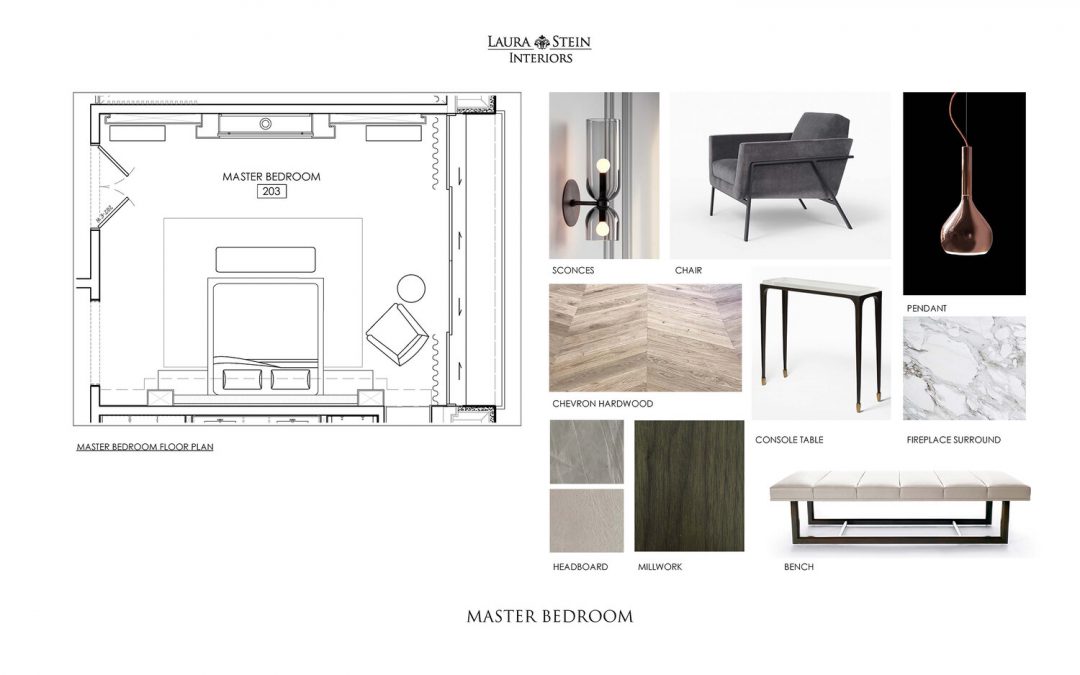 LAURA STEIN
INTERIORS
MASTER BEDROOM
203
MASTER BEDROOM FLOOR PLAN
SCONCES
CHAIR
PENDANT
CHEVRON HARDWOOD
CONSOLE TABLE
FIREPLACE SURROUND
HEADBOARD
MILLWORK
BENCH
MASTER BEDROOM